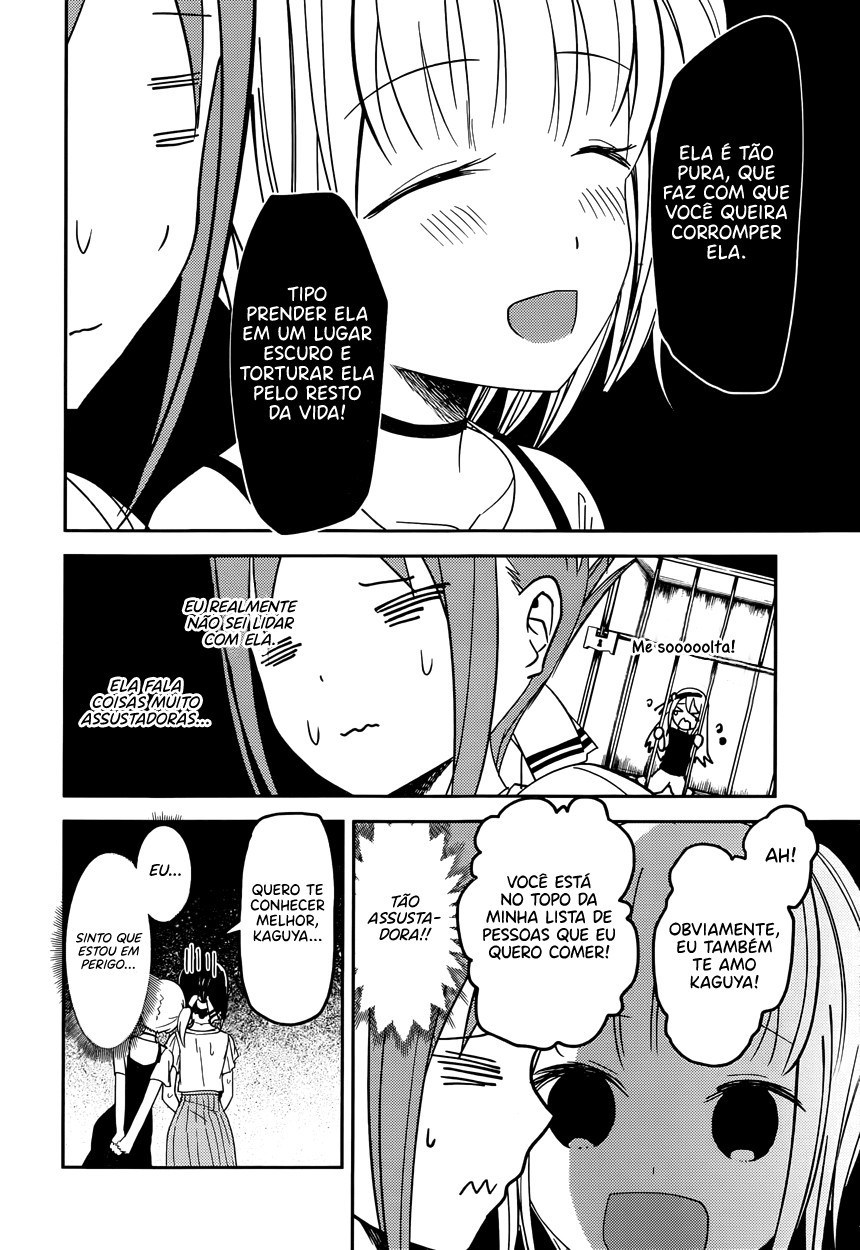 ELA É TÃO
PURA, QUE
FAZ COM QUE
VOCÊ QUEIRA
CORROMPER
ELA.
TIPO
PRENDER ELA
EM UM LUGAR
ESCURO E
TORTURAR ELA
PELO RESTO
DA VIDA!
EU REALMENTE
NÃO SEI LIDAR
COM ELA...
ELA FALA
COISAS MUITO
ASSUSTADORAS...
Me sooooolta!
AH!
OBVIAMENTE,
EU TAMBÉM
TE AMO
KAGUYA!
VOCÊ ESTÁ
NO TOPO DA
MINHA LISTA DE
PESSOAS QUE EU
QUERO COMER!
TÃO
ASSUSTA-
DORA!!
QUERO TE
CONHECER
MELHOR,
KAGUYA...
EU...
SINTO QUE
ESTOU EM
PERIGO...